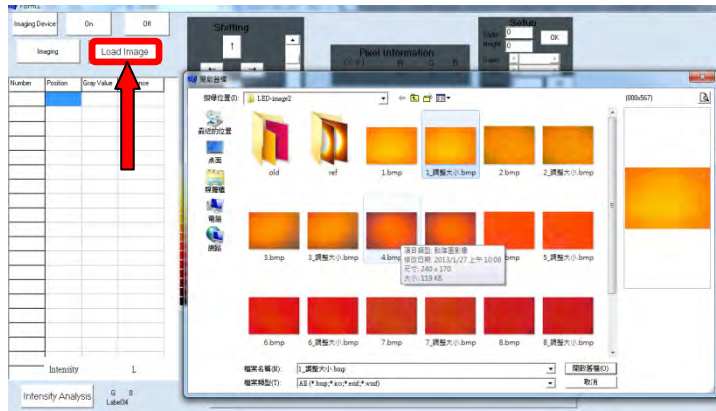 Form1
Imaging Device On Off
Imaging Load Image
Shifting
↑
Pixel Information
R G B
Setup
Height 0
OK
Number Position Gray Value
Intensity L
Intensity Analysis G 0
Label34
開啟舊檔
搜尋位置(I): LED-image2
(800x567)
最近的位置
桌面
媒體櫃
電腦
網路
old ref 1.bmp 1_調整大小.bmp 2.bmp 2_調整大小.bmp
3.bmp 3_調整大小.bmp 4.bmp 5_調整大小.bmp
項目類型: 點陣圖影像
修改日期: 2013/1/27 上午 10:08
尺寸: 240 x 170
大小: 119 KB
6.bmp 6_調整大小.bmp 7.bmp 7_調整大小.bmp 8.bmp 8_調整大小.bmp
檔案名稱(N): 1_調整大小.bmp 開啟舊檔(O)
檔案類型(T): All (*.bmp;*.ico;*.emf;*.wmf) 取消